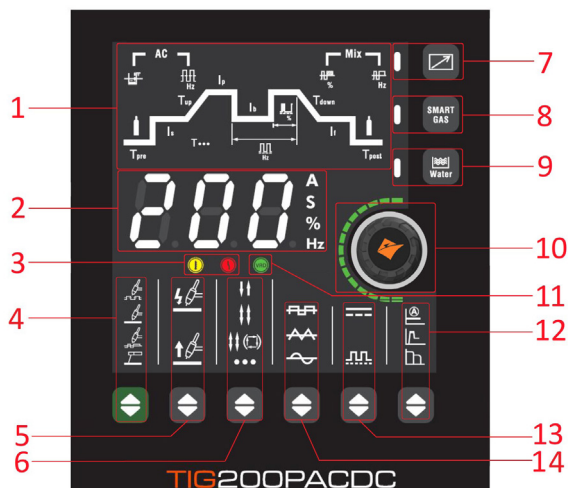 AC
Mix
Hz
%
Hz
Ip
1
Tup
Ib
%
Tdown
Is
If
T•••
Hz
Tpre
Tpost
7
SMART
GAS
8
Water
9
2
200
A
S
%
Hz
10
3
11
4
A
12
5
6
13
14
TIG200PACDC